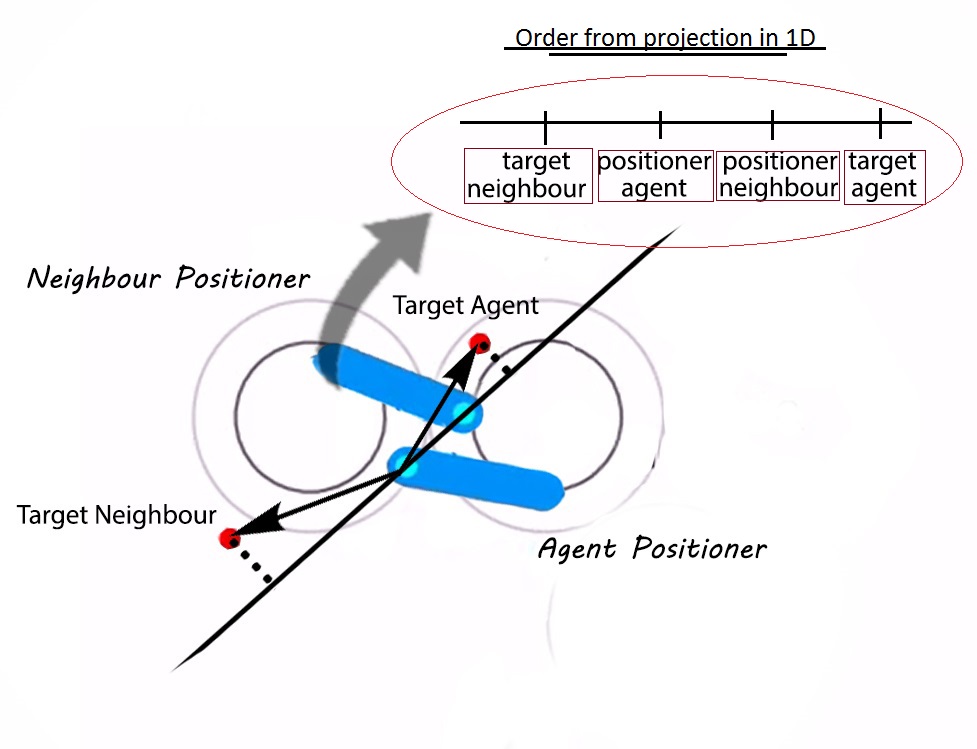 Order from projection in 1D
target neighbour
positioner agent
positioner neighbour
target agent
Neighbour Positioner
Target Agent
Target Neighbour
Agent Positioner